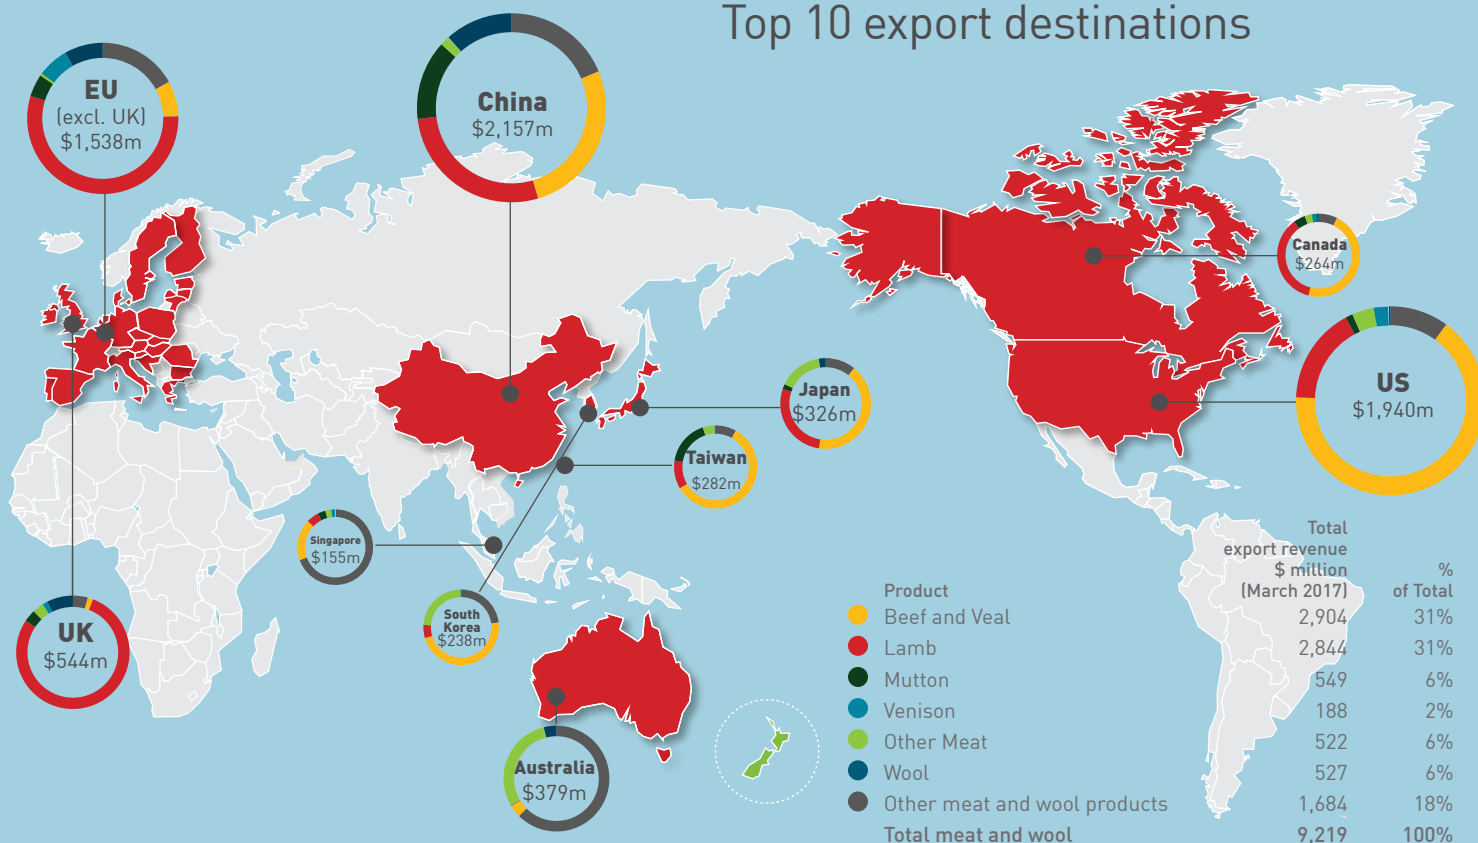 Top 10 export destinations
EU
(excl. UK)
$1,538m
China
$2,157m
Canada
$264m
US
$1,940m
Japan
$326m
Taiwan
$282m
Singapore
$155m
South
Korea
$238m
UK
$544m
Australia
$379m
Total
export revenue
$ million %
Product (March 2017) of Total
Beef and Veal 2,904 31%
Lamb 2,844 31%
Mutton 549 6%
Venison 188 2%
Other Meat 522 6%
Wool 527 6%
Other meat and wool products 1,684 18%
Total meat and wool 9,219 100%